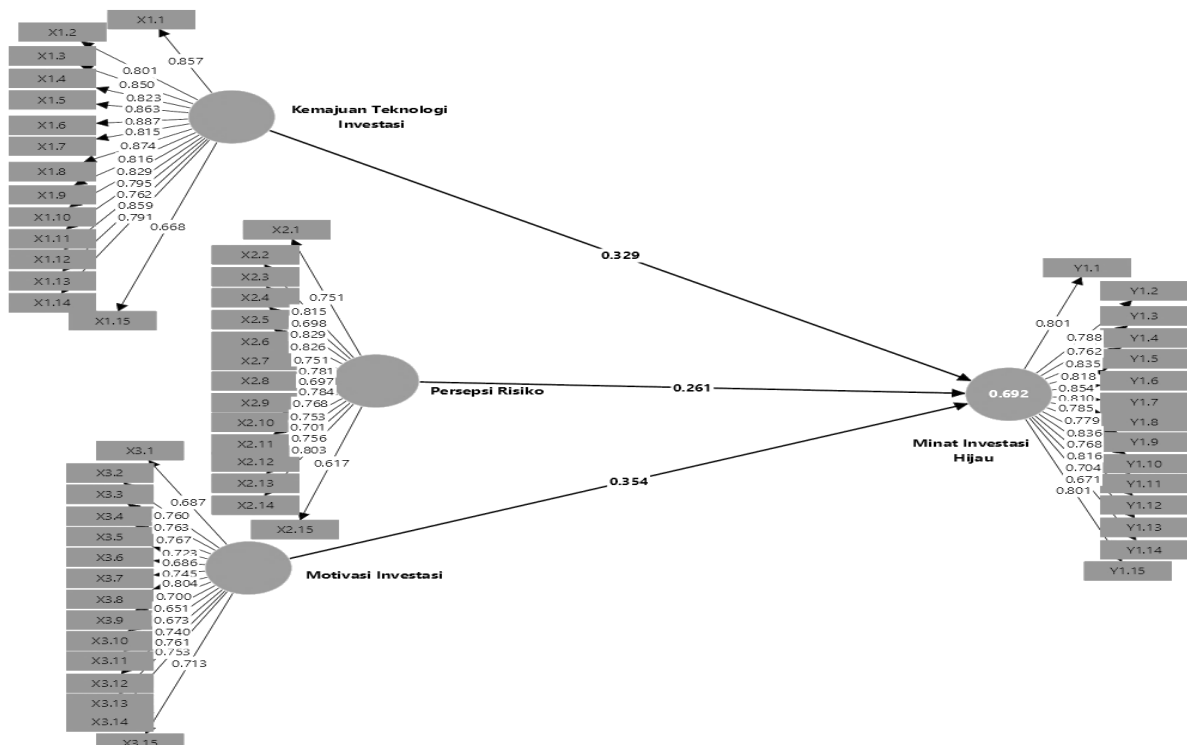 X1.1
X1.2
X1.3
X1.4
X1.5
X1.6
X1.7
X1.8
X1.9
X1.10
X1.11
X1.12
X1.13
X1.14
X1.15
0.857
0.801
0.850
0.823
0.863
0.887
0.815
0.874
0.816
0.829
0.795
0.762
0.859
0.791
0.668
Kemajuan Teknologi
Investasi
0.329
X2.1
X2.2
X2.3
X2.4
X2.5
X2.6
X2.7
X2.8
X2.9
X2.10
X2.11
X2.12
X2.13
X2.14
X2.15
0.751
0.815
0.698
0.829
0.826
0.751
0.781
0.697
0.784
0.768
0.753
0.701
0.756
0.803
0.617
Persepsi Risiko
0.261
X3.1
X3.2
X3.3
X3.4
X3.5
X3.6
X3.7
X3.8
X3.9
X3.10
X3.11
X3.12
X3.13
X3.14
X3.15
0.687
0.760
0.763
0.767
0.723
0.686
0.745
0.804
0.700
0.651
0.673
0.740
0.761
0.753
0.713
Motivasi Investasi
0.354
0.692
Minat Investasi
Hijau
0.801
0.788
0.762
0.835
0.818
0.854
0.810
0.785
0.779
0.836
0.768
0.816
0.704
0.671
0.801
Y1.1
Y1.2
Y1.3
Y1.4
Y1.5
Y1.6
Y1.7
Y1.8
Y1.9
Y1.10
Y1.11
Y1.12
Y1.13
Y1.14
Y1.15